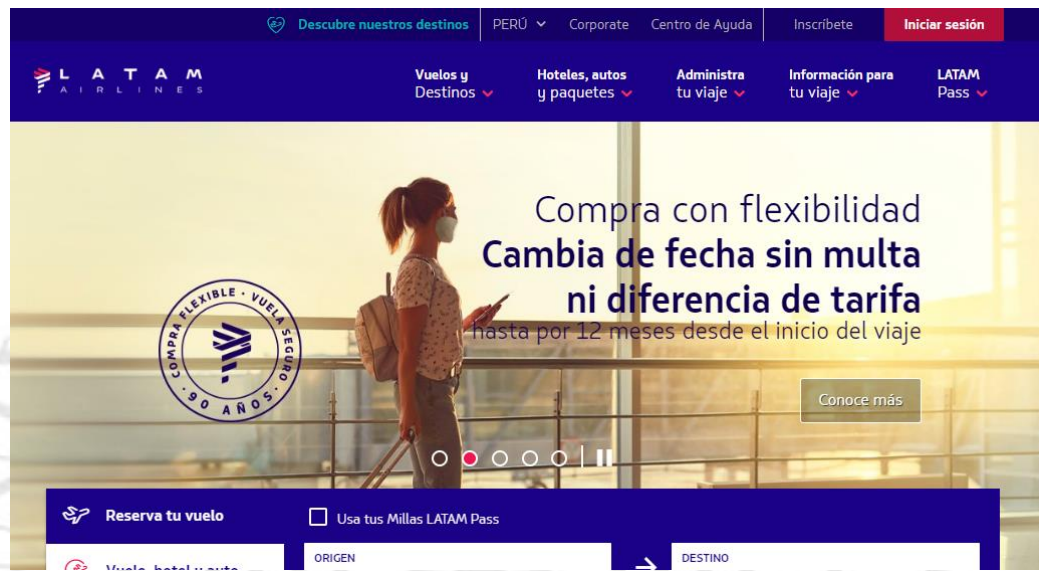 Descubre nuestros destinos PERÚ Corporate Centro de Ayuda Inscríbete Iniciar sesión
LATAM
AIRLINES
Vuelos y
Destinos
Hoteles, autos
y paquetes
Administra
tu viaje
Información para
tu viaje
LATAM
Pass
Compra con flexibilidad
Cambia de fecha sin multa
ni diferencia de tarifa
hasta por 12 meses desde el inicio del viaje
COMPRA FLEXIBLE · VUELA SEGURO · 90 AÑOS ·
Conoce más
Reserva tu vuelo
Usa tus Millas LATAM Pass
Vuelo, hotel y auto
ORIGEN
DESTINO